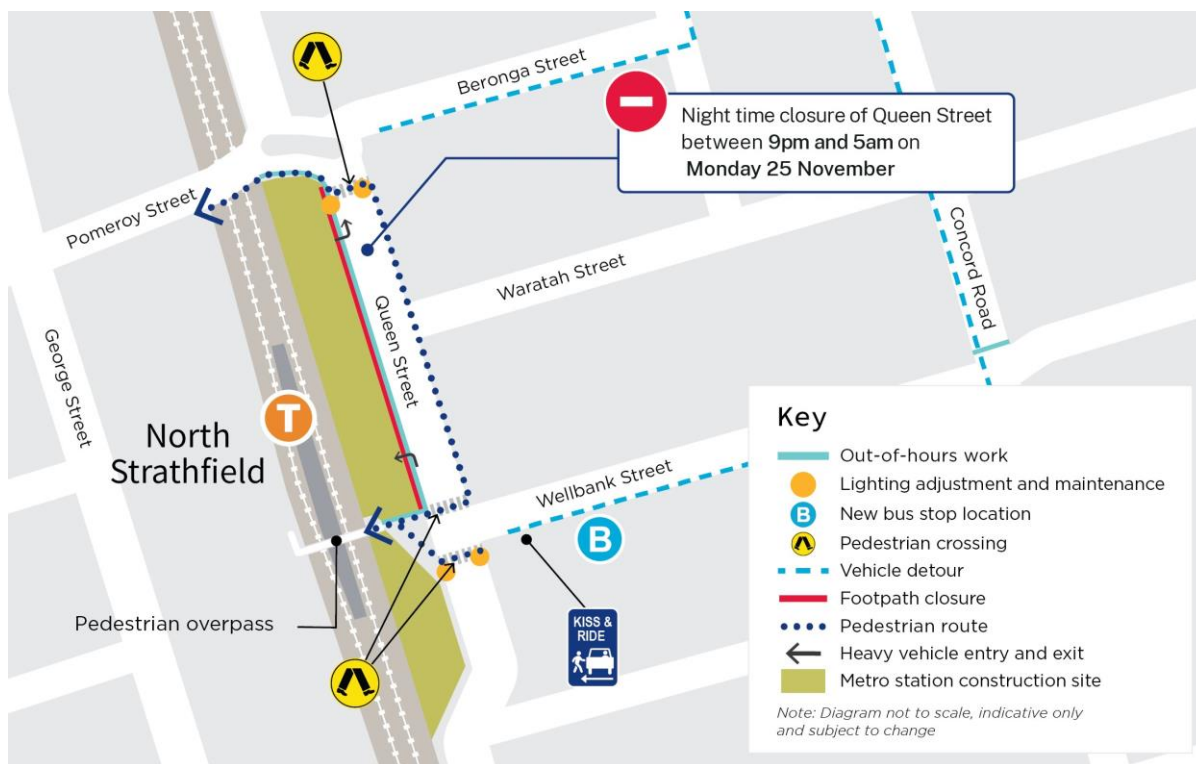 Beronga Street
Night time closure of Queen Street
between 9pm and 5am on
Monday 25 November
Pomeroy Street
Concord Road
Waratah Street
Queen Street
George Street
T
North
Strathfield
Wellbank Street
B
Pedestrian overpass
KISS &
RIDE
Key
Out-of-hours work
Lighting adjustment and maintenance
B
New bus stop location
Pedestrian crossing
Vehicle detour
Footpath closure
Pedestrian route
Heavy vehicle entry and exit
Metro station construction site
Note: Diagram not to scale, indicative only
and subject to change